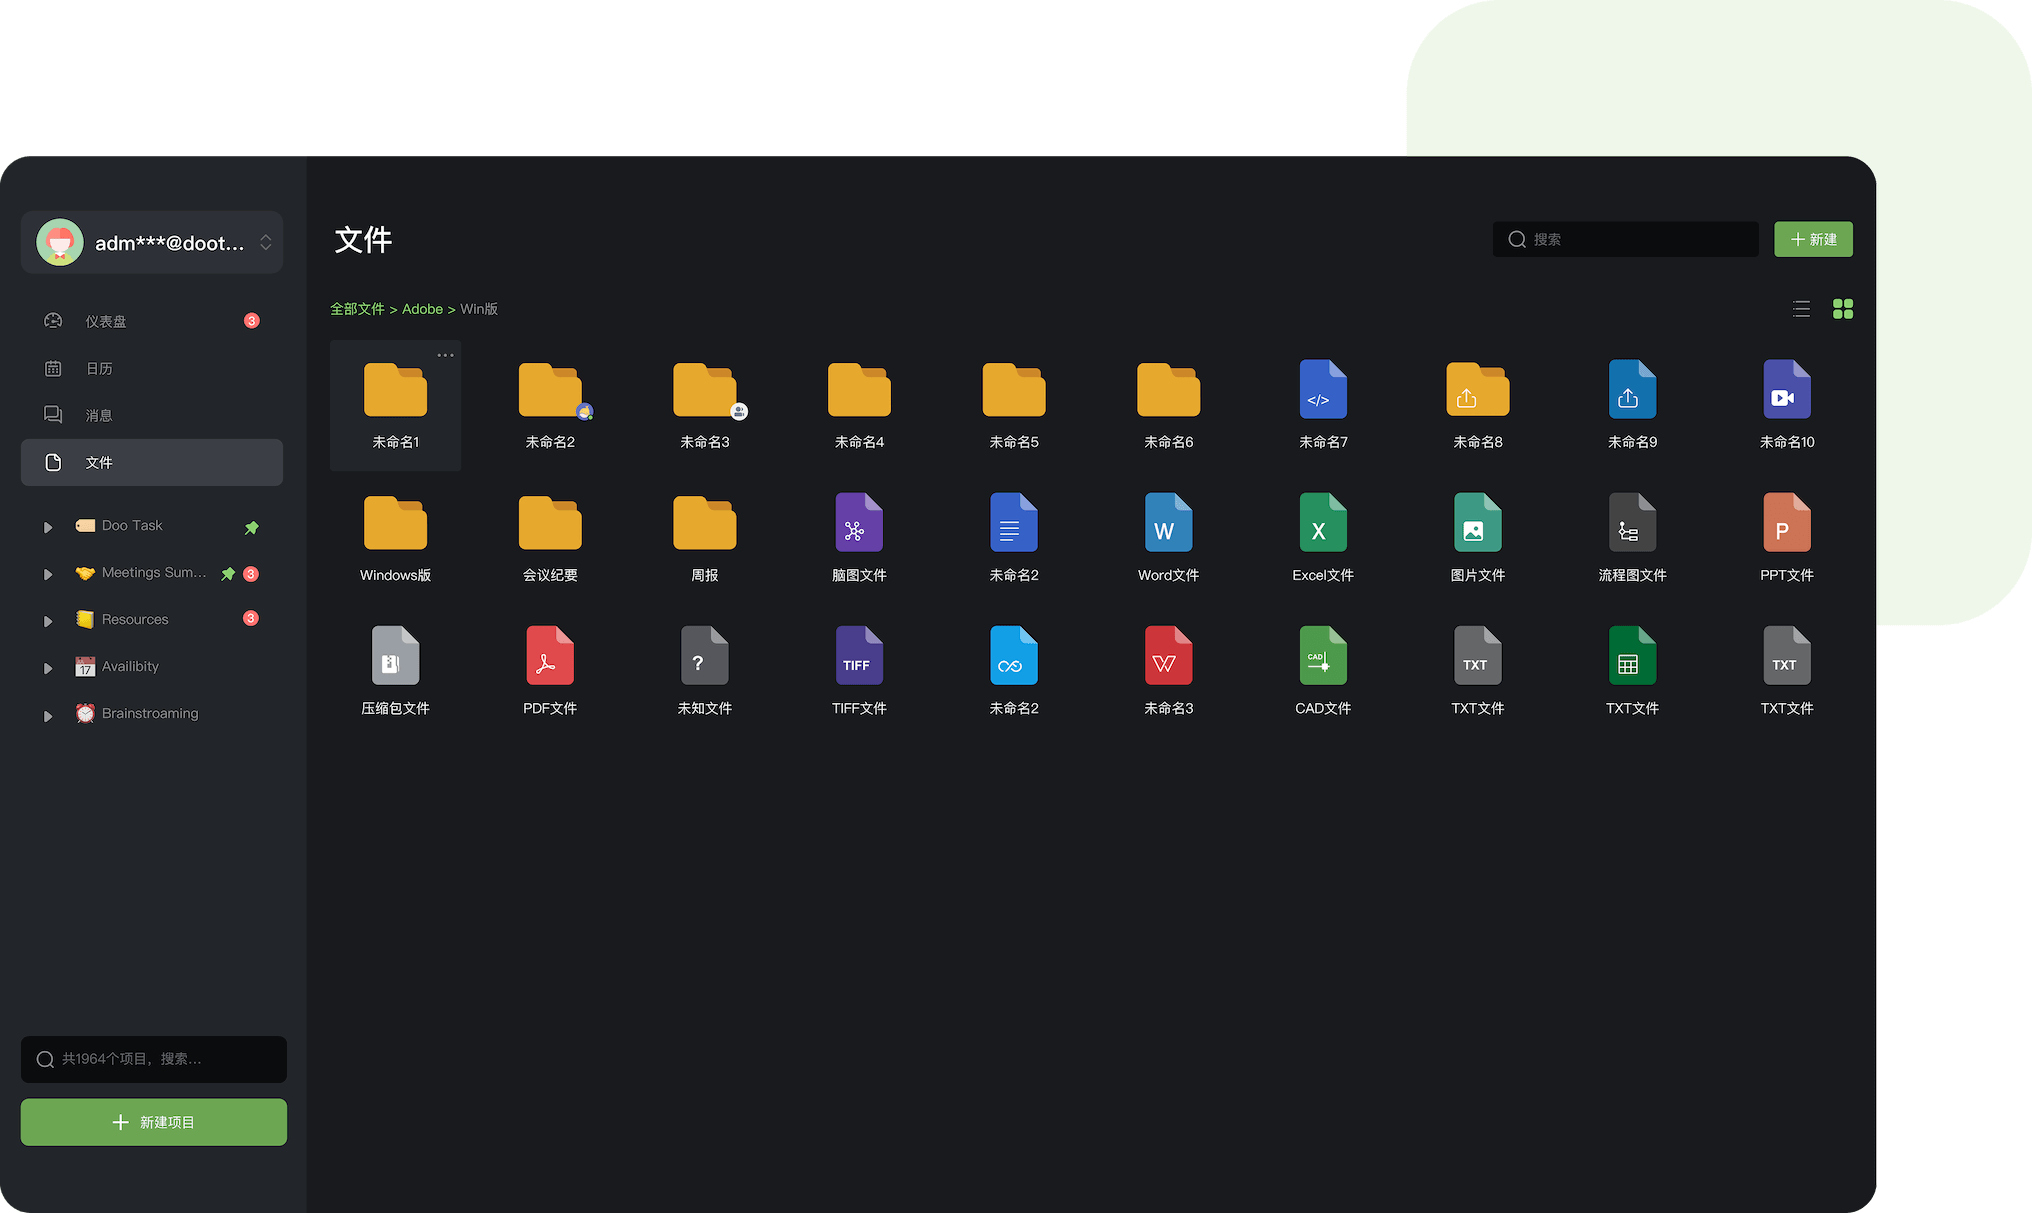 adm***@doot...
仪表盘
3
日历
消息
文件
Doo Task
Meetings Sum...
3
Resources
3
17
Availibity
Brainstroaming
共1964个项目，搜索...
新建项目
文件
搜索
新建
全部文件 > Adobe > Win版
</>
未命名1
未命名2
未命名3
未命名4
未命名5
未命名6
未命名7
未命名8
未命名9
未命名10
W
X
P
Windows版
会议纪要
周报
脑图文件
未命名2
Word文件
Excel文件
图片文件
流程图文件
PPT文件
?
TIFF
CAD
TXT
TXT
压缩包文件
PDF文件
未知文件
TIFF文件
未命名2
未命名3
CAD文件
TXT文件
TXT文件
TXT文件